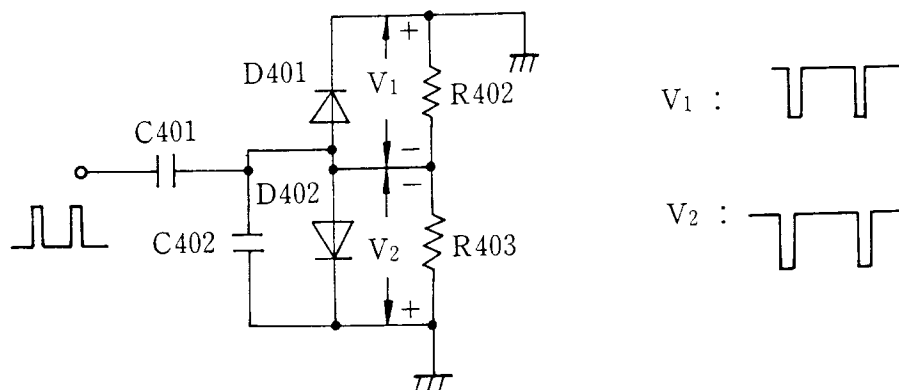 D401
V₁
+
R402
V₁ :
C401
−
−
D402
C402
V₂
R403
V₂ :
+